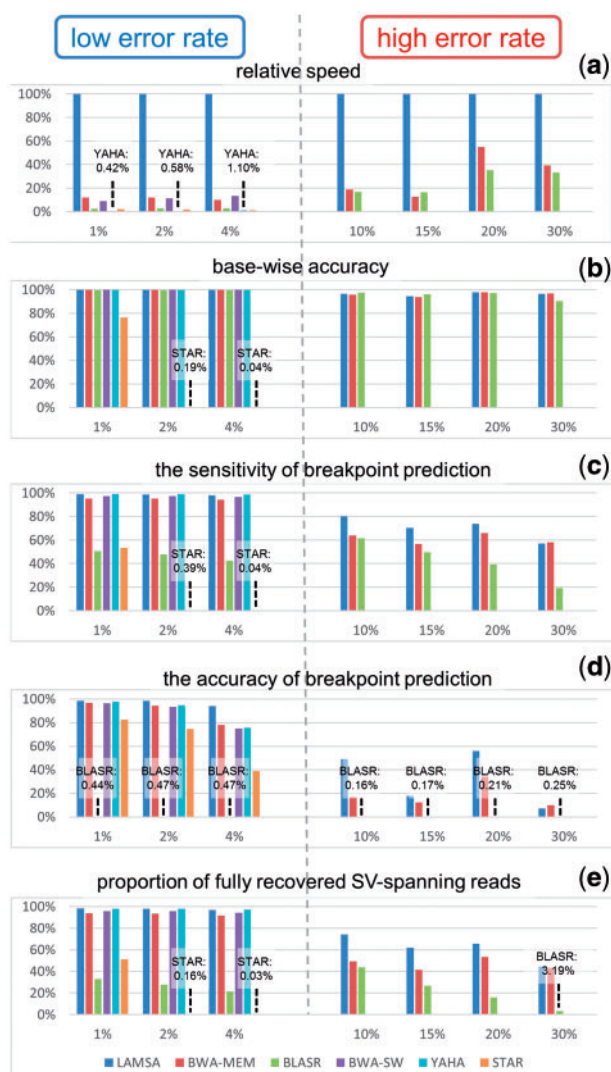 low error rate
high error rate
(a)
relative speed
100%
80%
60%
40%
20%
0%
YAHA: 0.42%
YAHA: 0.58%
YAHA: 1.10%
1%
2%
4%
10%
15%
20%
30%
base-wise accuracy
(b)
100%
80%
60%
40%
20%
0%
STAR: 0.19%
STAR: 0.04%
1%
2%
4%
10%
15%
20%
30%
the sensitivity of breakpoint prediction
(c)
100%
80%
60%
40%
20%
0%
STAR: 0.39%
STAR: 0.04%
1%
2%
4%
10%
15%
20%
30%
the accuracy of breakpoint prediction
(d)
100%
80%
60%
40%
20%
0%
BLASR: 0.44%
BLASR: 0.47%
BLASR: 0.47%
BLASR: 0.16%
BLASR: 0.17%
BLASR: 0.21%
BLASR: 0.25%
1%
2%
4%
10%
15%
20%
30%
proportion of fully recovered SV-spanning reads
(e)
100%
80%
60%
40%
20%
0%
STAR: 0.16%
STAR: 0.03%
BLASR: 3.19%
1%
2%
4%
10%
15%
20%
30%
LAMSA BWA-MEM BLASR BWA-SW YAHA STAR